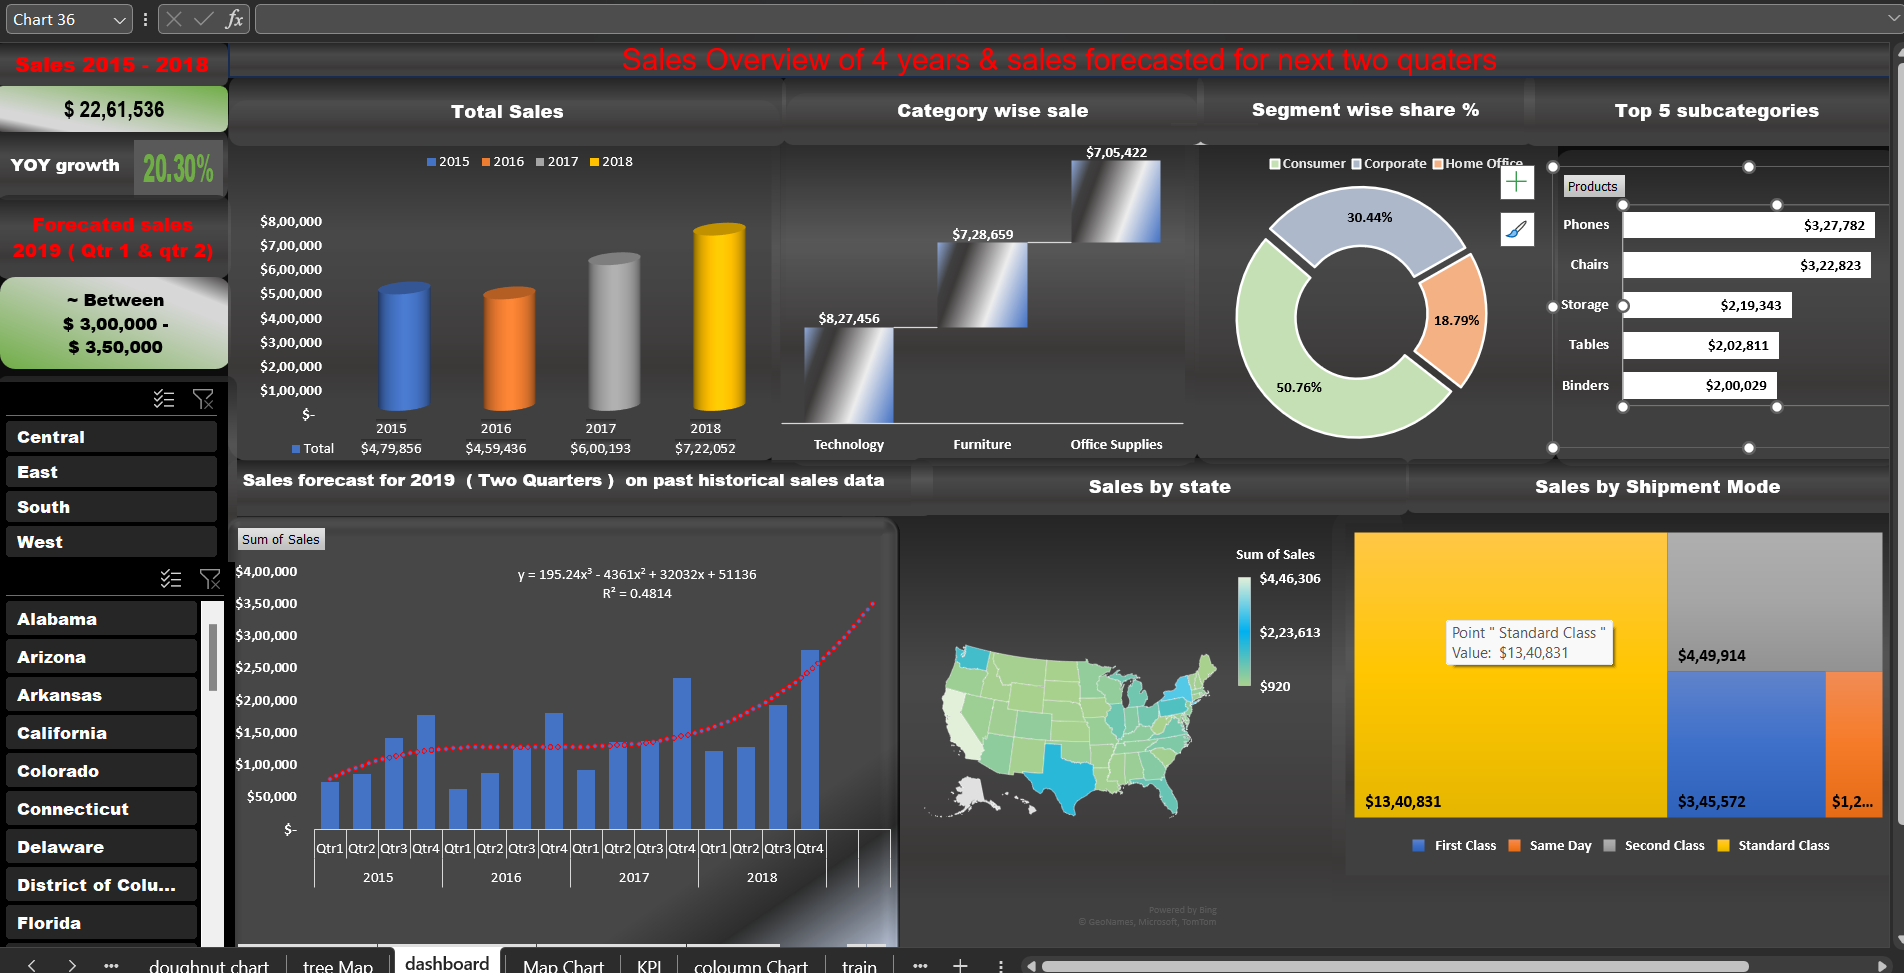 Chart 36
fx
Sales 2015 - 2018
Sales Overview of 4 years & sales forecasted for next two quaters
$ 22,61,536
YOY growth
20.30%
Forecated sales
2019 ( Qtr 1 & qtr 2)
~ Between
$ 3,00,000 -
$ 3,50,000
Central
East
South
West
Alabama
Arizona
Arkansas
California
Colorado
Connecticut
Delaware
District of Colu...
Florida
Total Sales
2015 2016 2017 2018
$8,00,000
$7,00,000
$6,00,000
$5,00,000
$4,00,000
$3,00,000
$2,00,000
$1,00,000
$-
2015 2016 2017 2018
Total $4,79,856 $4,59,436 $6,00,193 $7,22,052
Category wise sale
$7,05,422
$7,28,659
$8,27,456
Technology Furniture Office Supplies
Segment wise share %
Consumer Corporate Home Office
30.44%
18.79%
50.76%
Top 5 subcategories
Products
Phones $3,27,782
Chairs $3,22,823
Storage $2,19,343
Tables $2,02,811
Binders $2,00,029
Sales forecast for 2019 ( Two Quarters ) on past historical sales data
Sum of Sales
y = 195.24x³ - 4361x² + 32032x + 51136
R² = 0.4814
$4,00,000
$3,50,000
$3,00,000
$2,50,000
$2,00,000
$1,50,000
$1,00,000
$50,000
$-
Qtr1 Qtr2 Qtr3 Qtr4 Qtr1 Qtr2 Qtr3 Qtr4 Qtr1 Qtr2 Qtr3 Qtr4 Qtr1 Qtr2 Qtr3 Qtr4
2015 2016 2017 2018
Sales by state
Sum of Sales
$4,46,306
$2,23,613
$920
Powered by Bing
© GeoNames, Microsoft, TomTom
Sales by Shipment Mode
Point " Standard Class "
Value: $13,40,831
$4,49,914
$13,40,831
$3,45,572
$1,2...
First Class Same Day Second Class Standard Class
doughnut chart tree Map dashboard Map Chart KPI coloumn Chart train